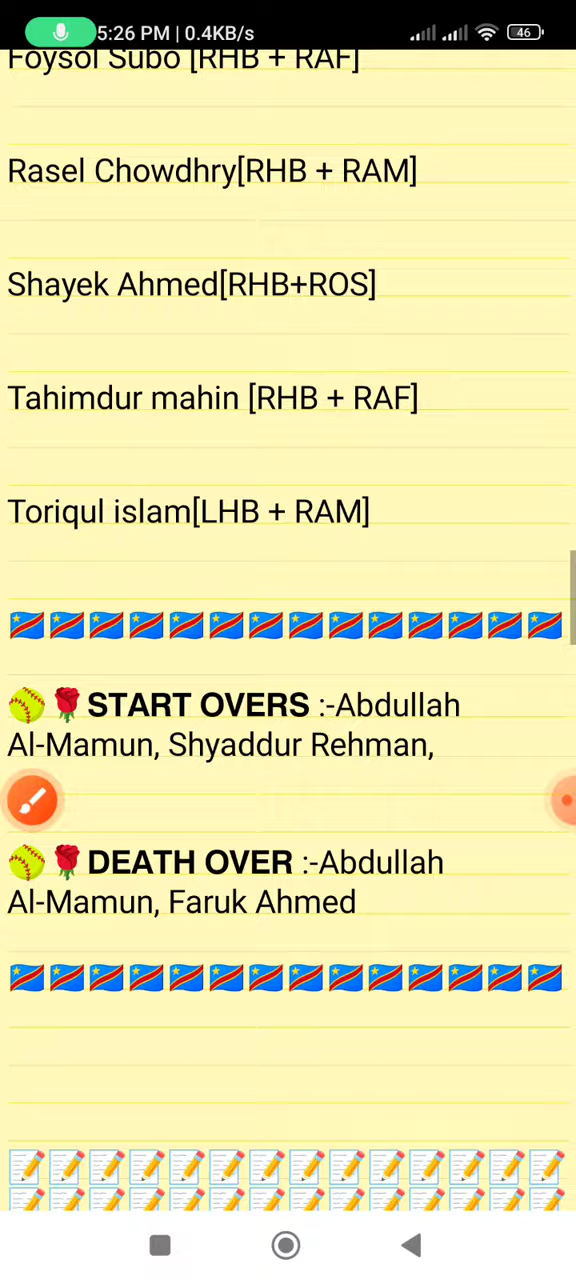 5:26 PM | 0.4KB/s
46
Foysol Subo [RHB + RAF]
Rasel Chowdhry[RHB + RAM]
Shayek Ahmed[RHB+ROS]
Tahimdur mahin [RHB + RAF]
Toriqul islam[LHB + RAM]
🇨🇩🇨🇩🇨🇩🇨🇩🇨🇩🇨🇩🇨🇩🇨🇩🇨🇩🇨🇩🇨🇩🇨🇩🇨🇩🇨🇩
🥎🌹START OVERS :-Abdullah
Al-Mamun, Shyaddur Rehman,
🥎🌹DEATH OVER :-Abdullah
Al-Mamun, Faruk Ahmed
🇨🇩🇨🇩🇨🇩🇨🇩🇨🇩🇨🇩🇨🇩🇨🇩🇨🇩🇨🇩🇨🇩🇨🇩🇨🇩🇨🇩
📝📝📝📝📝📝📝📝📝📝📝📝📝📝
📝📝📝📝📝📝📝📝📝📝📝📝📝📝